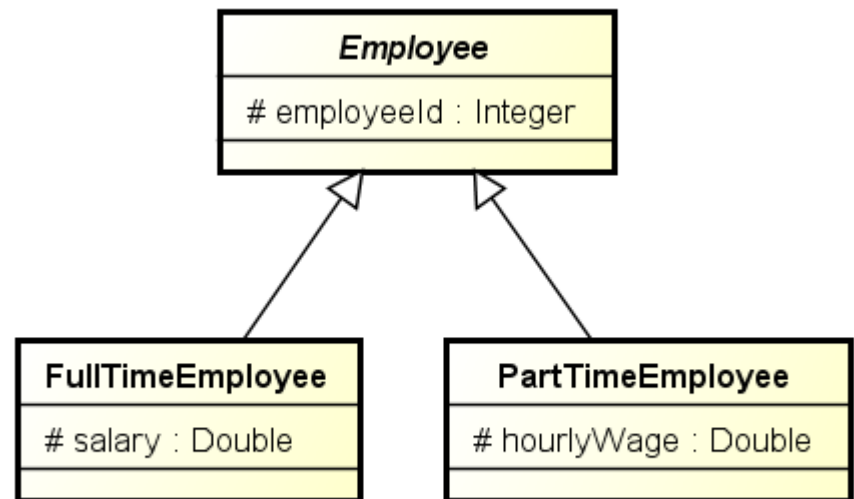 Employee
# employeeId : Integer
FullTimeEmployee
# salary : Double
PartTimeEmployee
# hourlyWage : Double